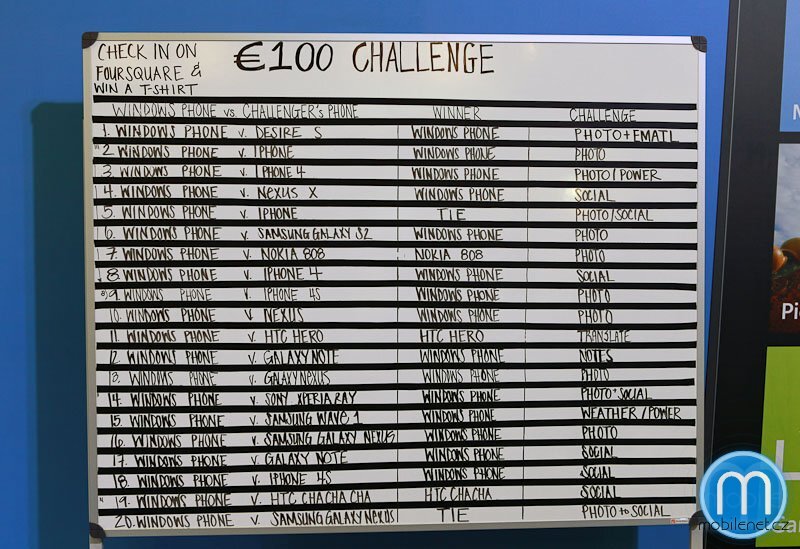 CHECK IN ON
FOURSQUARE &
WIN A T-SHIRT
€100 CHALLENGE
WINDOWS PHONE vs. CHALLENGER'S PHONE WINNER CHALLENGE
1. WINDOWS PHONE v. DESIRE S WINDOWS PHONE PHOTO+EMAIL
2. WINDOWS PHONE v. IPHONE WINDOWS PHONE PHOTO
3. WINDOWS PHONE v. IPHONE 4 WINDOWS PHONE PHOTO/POWER
4. WINDOWS PHONE v. NEXUS X WINDOWS PHONE SOCIAL
5. WINDOWS PHONE v. IPHONE TIE PHOTO/SOCIAL
6. WINDOWS PHONE v. SAMSUNG GALAXY S2 WINDOWS PHONE PHOTO
7. WINDOWS PHONE v. NOKIA 808 NOKIA 808 PHOTO
8. WINDOWS PHONE v. IPHONE 4 WINDOWS PHONE SOCIAL
9. WINDOWS PHONE v. IPHONE 4S WINDOWS PHONE PHOTO
10. WINDOWS PHONE v. NEXUS WINDOWS PHONE PHOTO
11. WINDOWS PHONE v. HTC HERO HTC HERO TRANSLATE
12. WINDOWS PHONE v. GALAXY NOTE WINDOWS PHONE NOTES
13. WINDOWS PHONE v. GALAXY NEXUS WINDOWS PHONE PHOTO
14. WINDOWS PHONE v. SONY XPERIA RAY WINDOWS PHONE PHOTO+SOCIAL
15. WINDOWS PHONE v. SAMSUNG WAVE 1 WINDOWS PHONE WEATHER/POWER
16. WINDOWS PHONE v. SAMSUNG GALAXY NEXUS WINDOWS PHONE PHOTO
17. WINDOWS PHONE v. GALAXY NOTE WINDOWS PHONE SOCIAL
18. WINDOWS PHONE v. IPHONE 4S WINDOWS PHONE SOCIAL
19. WINDOWS PHONE v. HTC CHACHA CHA HTC CHACHA SOCIAL
20. WINDOWS PHONE v. SAMSUNG GALAXY NEXUS TIE PHOTO to SOCIAL
m
mobilenet.cz